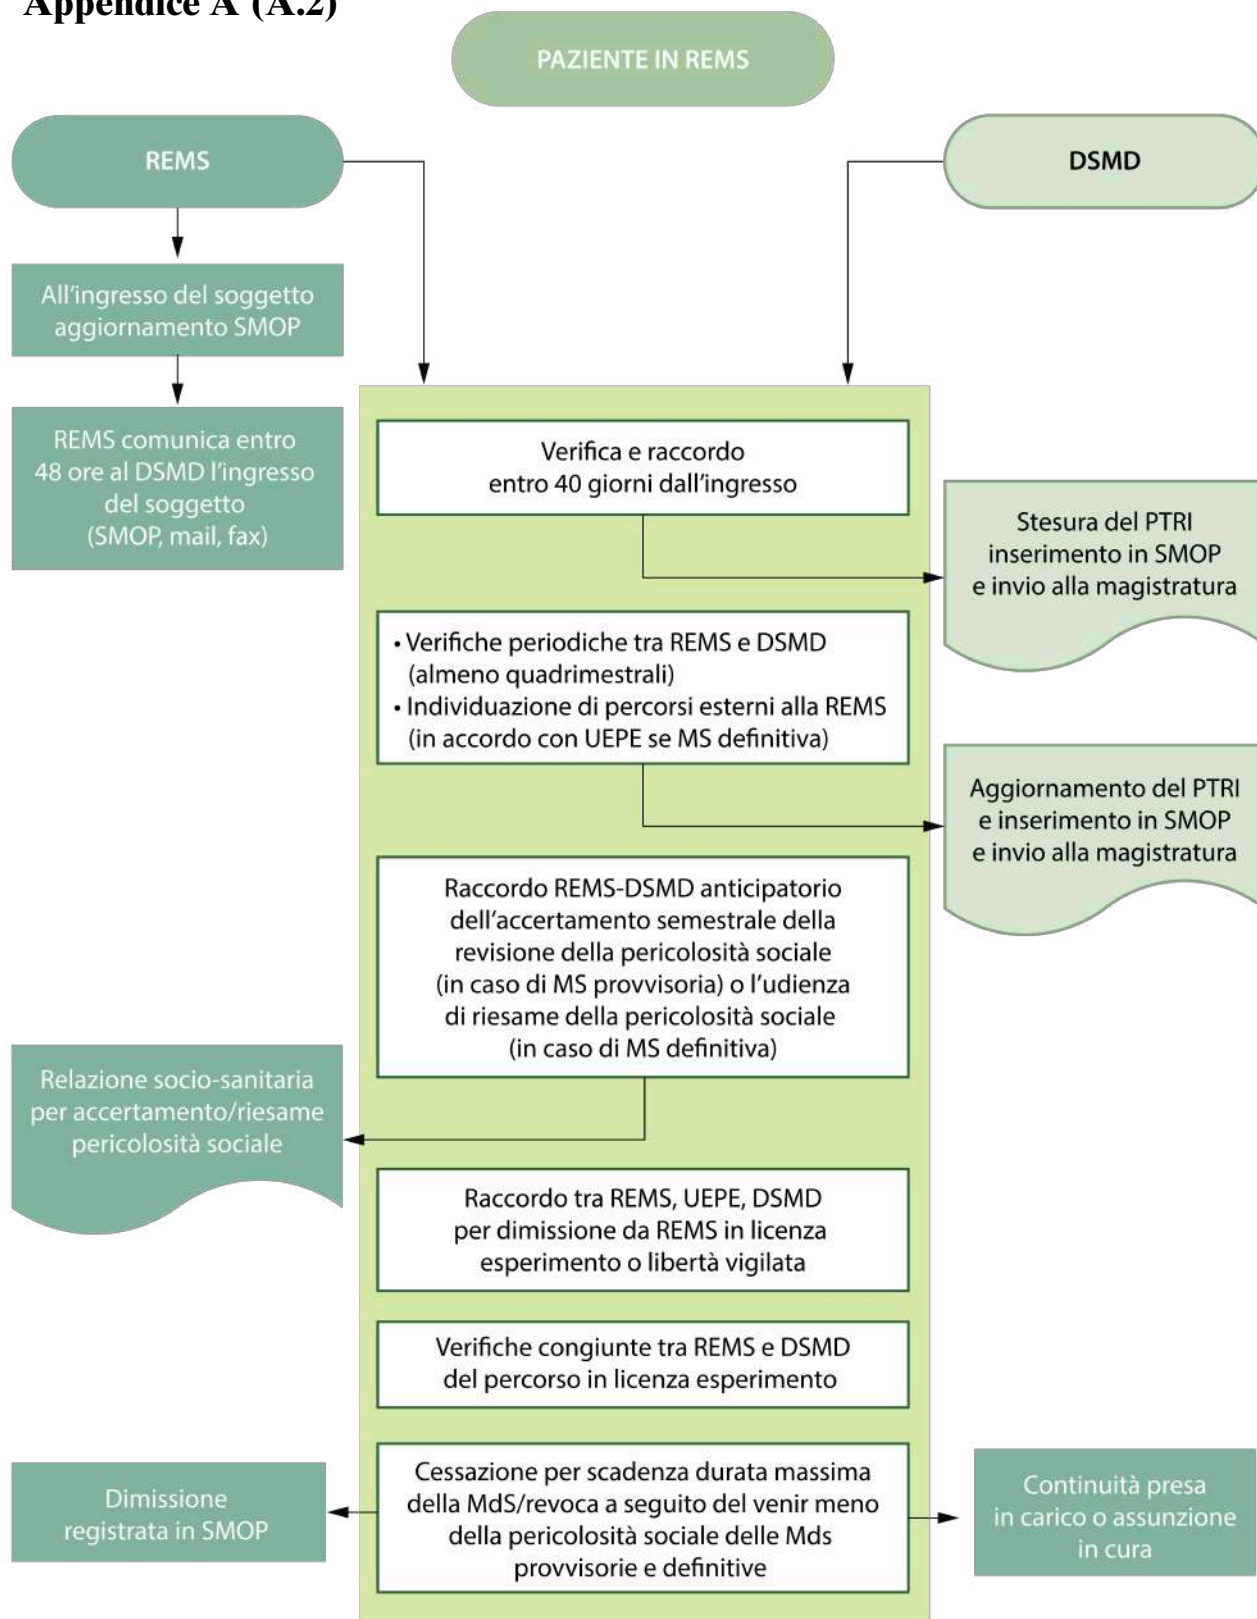 Appendice A (A.2)
PAZIENTE IN REMS
REMS
DSMD
All’ingresso del soggetto
aggiornamento SMOP
REMS comunica entro
48 ore al DSMD l’ingresso
del soggetto
(SMOP, mail, fax)
Verifica e raccordo
entro 40 giorni dall’ingresso
Stesura del PTRI
inserimento in SMOP
e invio alla magistratura
• Verifiche periodiche tra REMS e DSMD
(almeno quadrimestrali)
• Individuazione di percorsi esterni alla REMS
(in accordo con UEPE se MS definitiva)
Aggiornamento del PTRI
e inserimento in SMOP
e invio alla magistratura
Raccordo REMS-DSMD anticipatorio
dell’accertamento semestrale della
revisione della pericolosità sociale
(in caso di MS provvisoria) o l’udienza
di riesame della pericolosità sociale
(in caso di MS definitiva)
Relazione socio-sanitaria
per accertamento/riesame
pericolosità sociale
Raccordo tra REMS, UEPE, DSMD
per dimissione da REMS in licenza
esperimento o libertà vigilata
Verifiche congiunte tra REMS e DSMD
del percorso in licenza esperimento
Cessazione per scadenza durata massima
della MdS/revoca a seguito del venir meno
della pericolosità sociale delle Mds
provvisorie e definitive
Dimissione
registrata in SMOP
Continuità presa
in carico o assunzione
in cura